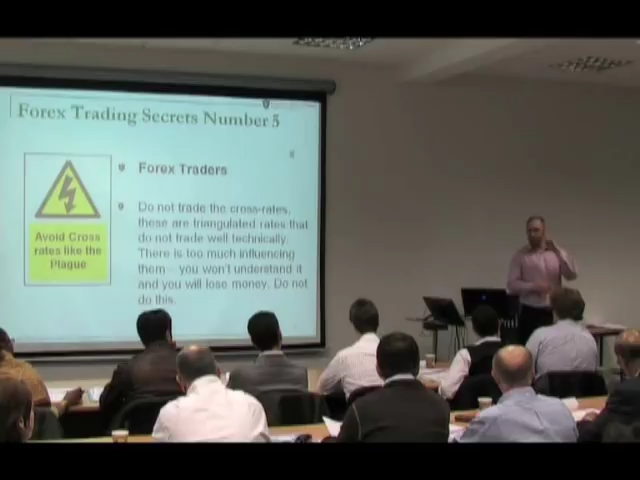 Forex Trading Secrets Number 5
Forex Traders
Avoid Cross
rates like the
Plague
Do not trade the cross-rates,
these are triangulated rates that
do not trade well technically.
There is too much influencing
them – you won't understand it
and you will lose money. Do not
do this.